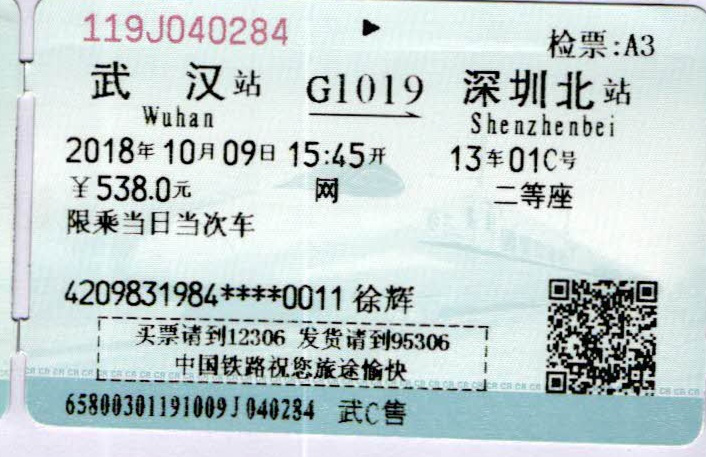 119J040284
检票:A3
武汉站 G1019 深圳北站
Wuhan Shenzhenbei
2018年10月09日 15:45开 13车01C号
￥538.0元 网 二等座
限乘当日当次车
4209831984****0011 徐辉
买票请到12306 发货请到95306
中国铁路祝您旅途愉快
65800301191009J040284 武C售